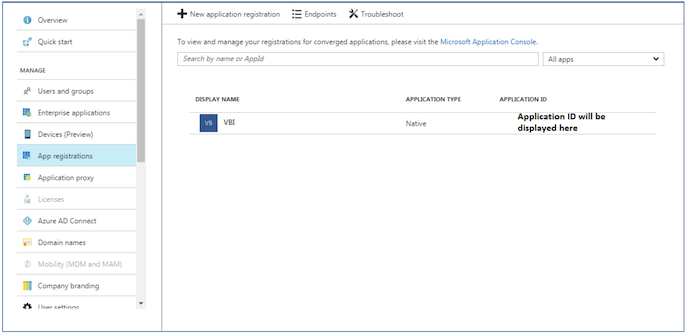 Overview
Quick start
MANAGE
Users and groups
Enterprise applications
Devices (Preview)
App registrations
Application proxy
Licenses
Azure AD Connect
Domain names
Mobility (MDM and MAM)
Company branding
User settings
New application registration Endpoints Troubleshoot
To view and manage your registrations for converged applications, please visit the Microsoft Application Console.
Search by name or AppId All apps
DISPLAY NAME APPLICATION TYPE APPLICATION ID
VB VBI Native Application ID will be
displayed here